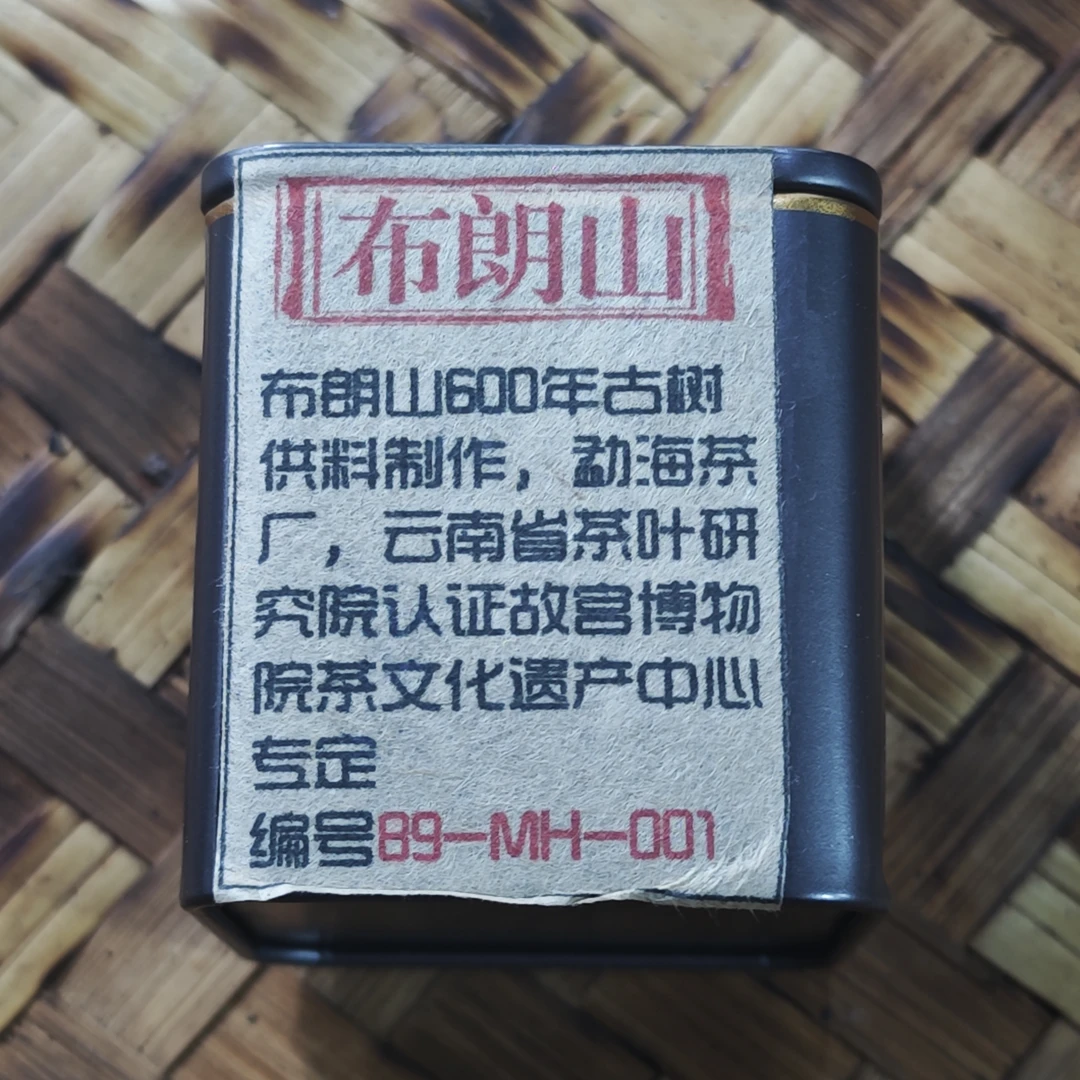 布朗山
布朗山600年古树
供料制作，勐海茶
厂，云南省茶叶研
究院认证故宫博物
院茶文化遗产中心
专定
编号89-MH-001